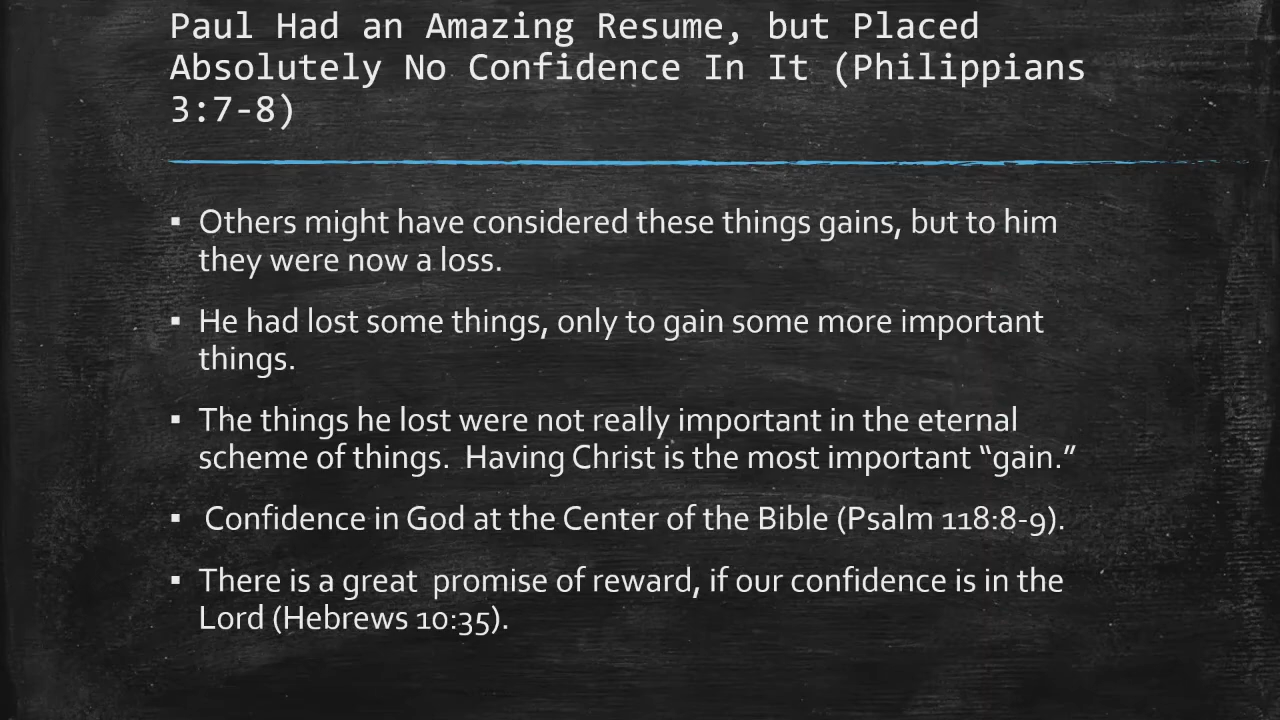 Paul Had an Amazing Resume, but Placed
Absolutely No Confidence In It (Philippians
3:7-8)
▪ Others might have considered these things gains, but to him
they were now a loss.
▪ He had lost some things, only to gain some more important
things.
▪ The things he lost were not really important in the eternal
scheme of things.  Having Christ is the most important “gain.”
▪  Confidence in God at the Center of the Bible (Psalm 118:8-9).
▪ There is a great  promise of reward, if our confidence is in the
Lord (Hebrews 10:35).